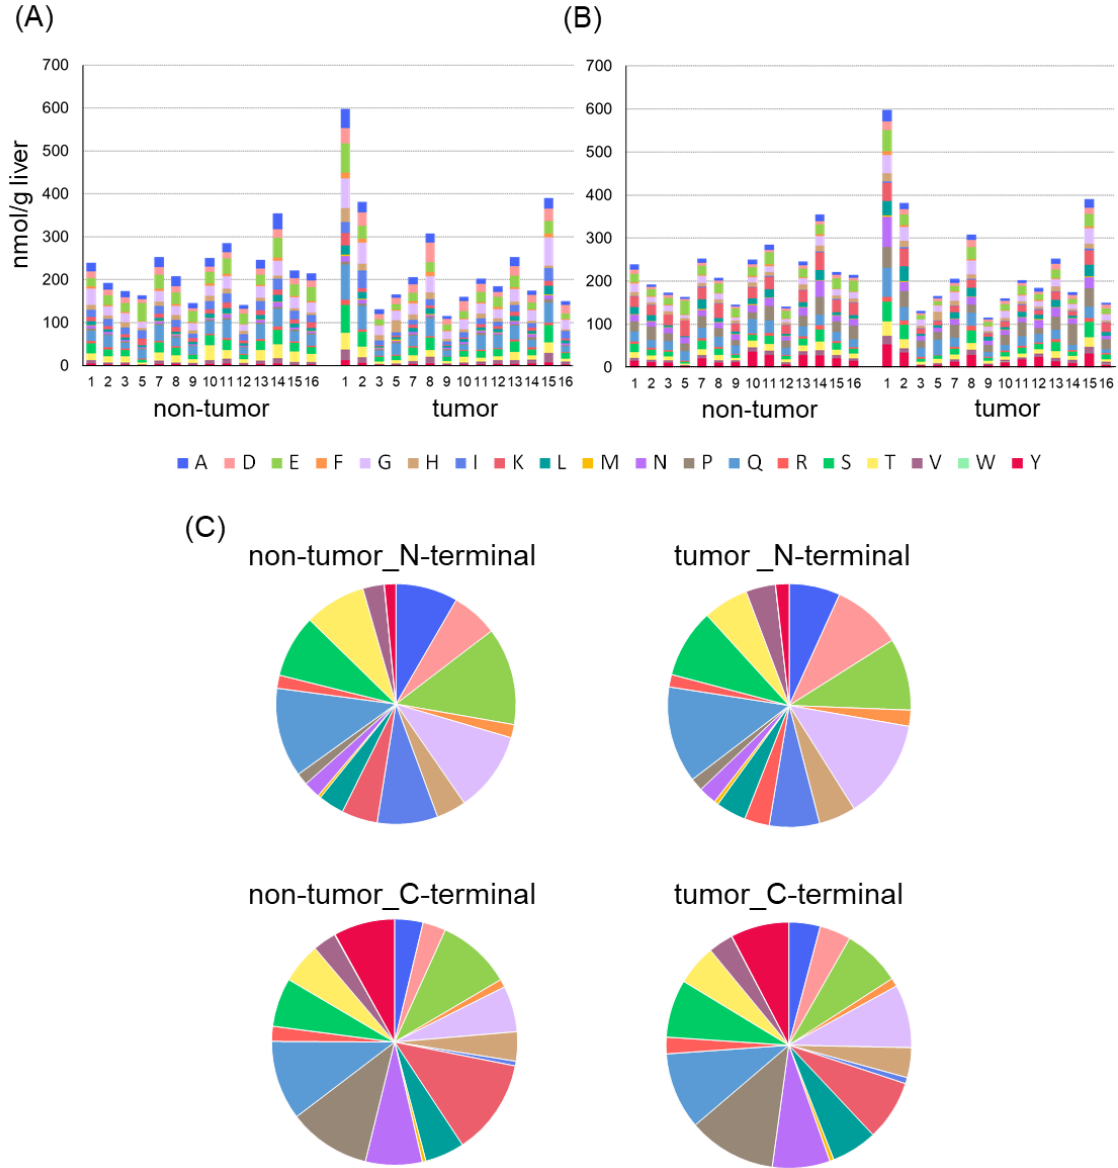 (A)
(B)
700
600
500
400
300
200
100
0
nmol/g liver
1 2 3 5 7 8 9 10 11 12 13 14 15 16
1 2 3 5 7 8 9 10 11 12 13 14 15 16
non-tumor
tumor
700
600
500
400
300
200
100
0
1 2 3 5 7 8 9 10 11 12 13 14 15 16
1 2 3 5 7 8 9 10 11 12 13 14 15 16
non-tumor
tumor
A D E F G H I K L M N P Q R S T V W Y
(C)
non-tumor_N-terminal
tumor _N-terminal
non-tumor_C-terminal
tumor_C-terminal